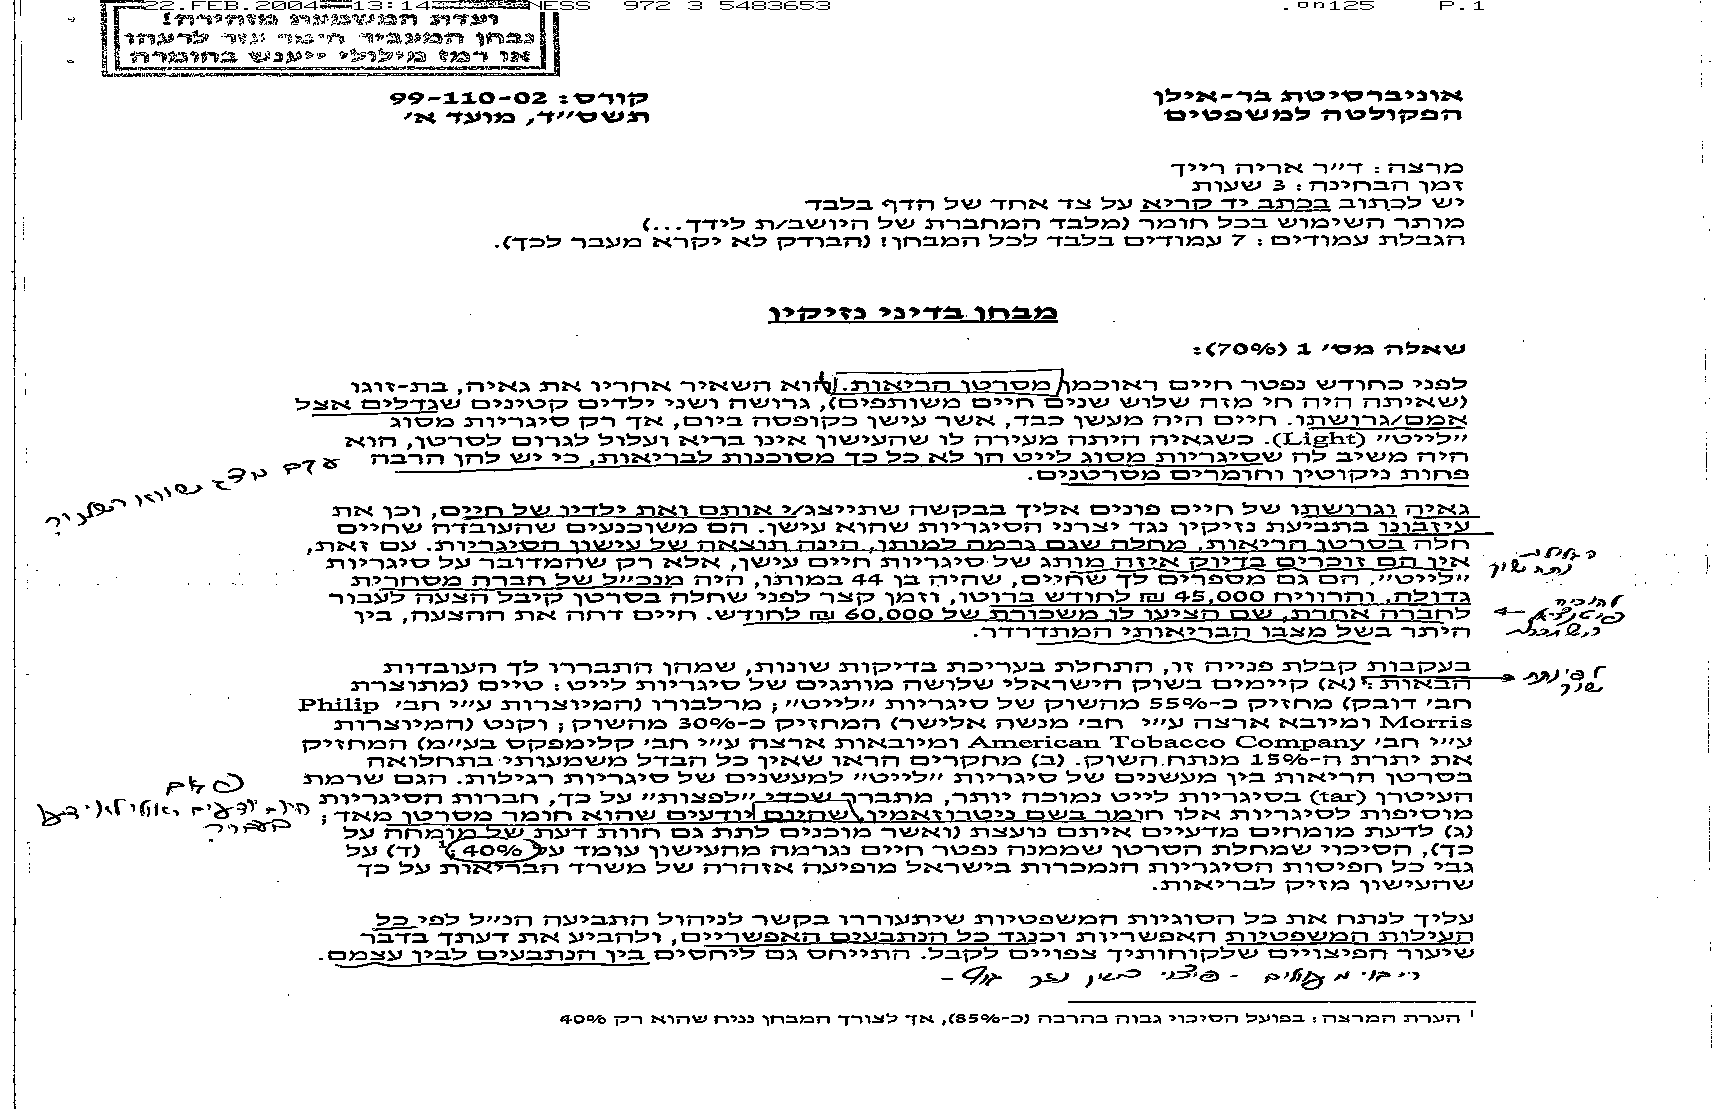 22.FEB.2004 13:14 NESS 972 3 5483653 125 P.1
ועדת המשמעת מזהירה!
נבחן המעביר חומר עזר לרעהו
או רמז מילולי ייענש בחומרה
אוניברסיטת בר-אילן
הפקולטה למשפטים
קורס: 99-110-02
תשס״ד, מועד א׳
מרצה: ד״ר אריה רייך
זמן הבחינה: 3 שעות
יש לכתוב בכתב יד קריא על צד אחד של הדף בלבד
מותר השימוש בכל חומר (מלבד המחברת של היושב/ת לידך...)
הגבלת עמודים: 7 עמודים בלבד לכל המבחן! (הבודק לא יקרא מעבר לכך).
מבחן בדיני נזיקין
שאלה מס׳ 1 (70%):
לפני כחודש נפטר חיים ראוכמן מסרטן הריאות. הוא השאיר אחריו את גאיה, בת-זוגו
(שאיתה היה חי מזה שלוש שנים חיים משותפים), גרושה ושני ילדים קטינים שגדלים אצל
אמם/גרושתו. חיים היה מעשן כבד, אשר עישן כקופסה ביום, אך רק סיגריות מסוג
״לייט״ (Light). כשגאיה היתה מעירה לו שהעישון אינו בריא ועלול לגרום לסרטן, הוא
היה משיב לה שסיגריות מסוג לייט הן לא כל כך מסוכנות לבריאות, כי יש להן הרבה
פחות ניקוטין וחומרים מסרטנים.
גאיה וגרושתו של חיים פונים אליך בבקשה שתייצג/י אותם ואת ילדיו של חיים, וכן את
עיזבונו בתביעת נזיקין נגד יצרני הסיגריות שהוא עישן. הם משוכנעים שהעובדה שחיים
חלה בסרטן הריאות, מחלה שגם גרמה למותו, הינה תוצאה של עישון הסיגריות. עם זאת,
אין הם זוכרים בדיוק איזה מותג של סיגריות חיים עישן, אלא רק שהמדובר על סיגריות
״לייט״. הם גם מספרים לך שחיים, שהיה בן 44 במותו, היה מנכ״ל של חברה מסחרית
גדולה, והרוויח 45,000 ₪ לחודש ברוטו, וזמן קצר לפני שחלה בסרטן קיבל הצעה לעבור
לחברה אחרת, שם הציעו לו משכורת של 60,000 ₪ לחודש. חיים דחה את ההצעה, בין
היתר בשל מצבו הבריאותי המתדרדר.
בעקבות קבלת פנייה זו, התחלת בעריכת בדיקות שונות, שמהן התבררו לך העובדות
הבאות: (א) קיימים בשוק הישראלי שלושה מותגים של סיגריות לייט: טיים (מתוצרת
חב׳ דובק) מחזיק כ-55% מהשוק של סיגריות ״לייט״; מרלבורו (המיוצרות ע״י חב׳ Philip
Morris ומיובא ארצה ע״י חב׳ מנשה אלישר) המחזיק כ-30% מהשוק; וקנט (המיוצרות
ע״י חב׳ American Tobacco Company ומיובאות ארצה ע״י חב׳ קלימפקס בע״מ) המחזיק
את יתרת ה-15% מנתח השוק. (ב) מחקרים הראו שאין כל הבדל משמעותי בתחלואה
בסרטן הריאות בין מעשנים של סיגריות ״לייט״ למעשנים של סיגריות רגילות. הגם שרמת
העיטרן (tar) בסיגריות לייט נמוכה יותר, מתברר שכדי ״לפצות״ על כך, חברות הסיגריות
מוסיפות לסיגריות אלו חומר בשם ניטרוזאמין, שהיום יודעים שהוא חומר מסרטן מאד;
(ג) לדעת מומחים מדעיים איתם נועצת (ואשר מוכנים לתת גם חוות דעת של מומחה על
כך), הסיכוי שמחלת הסרטן שממנה נפטר חיים נגרמה מהעישון עומד על 40%;¹ (ד) על
גבי כל חפיסות הסיגריות הנמכרות בישראל מופיעה אזהרה של משרד הבריאות על כך
שהעישון מזיק לבריאות.
עליך לנתח את כל הסוגיות המשפטיות שיתעוררו בקשר לניהול התביעה הנ״ל לפי כל
העילות המשפטיות האפשריות וכנגד כל הנתבעים האפשריים, ולהביע את דעתך בדבר
שיעור הפיצויים שלקוחותיך צפויים לקבל. התייחס גם ליחסים בין הנתבעים לבין עצמם.
¹ הערת המרצה: בפועל הסיכוי גבוה בהרבה (כ-85%), אך לצורך המבחן נניח שהוא רק 40%